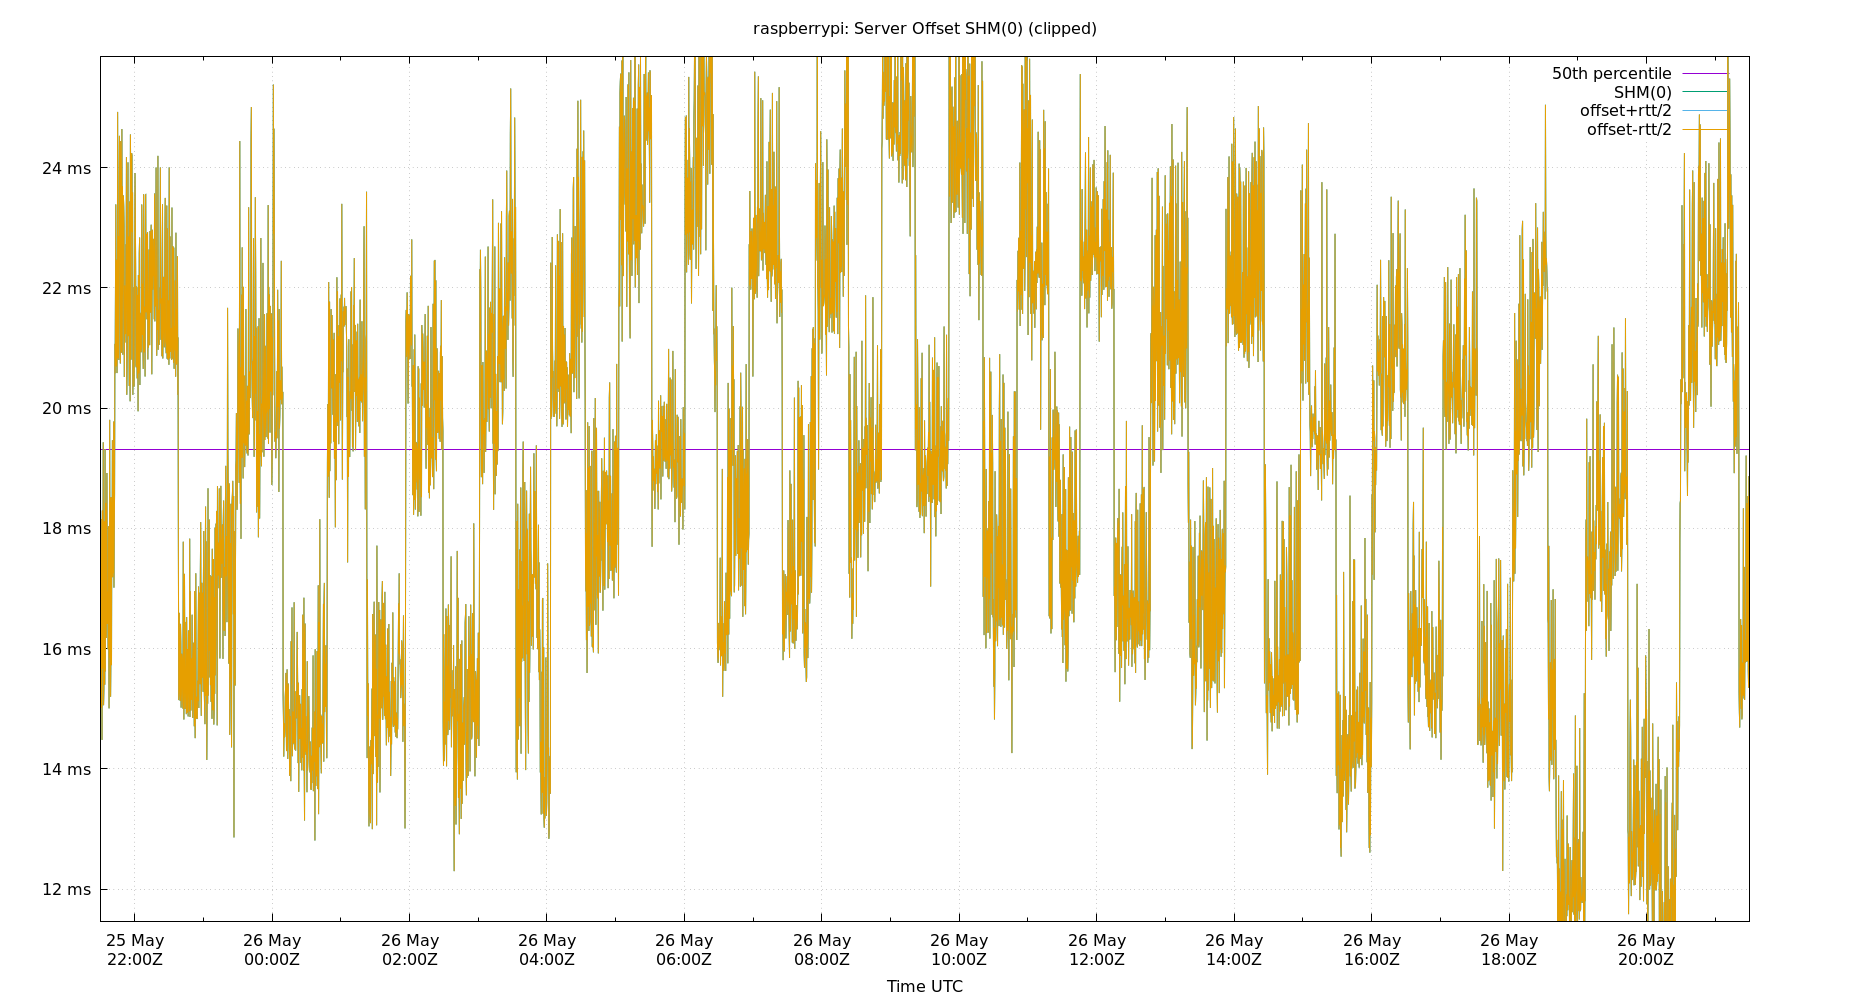 raspberrypi: Server Offset SHM(0) (clipped)
50th percentile
SHM(0)
offset+rtt/2
offset-rtt/2
24 ms
22 ms
20 ms
18 ms
16 ms
14 ms
12 ms
25 May 26 May 26 May 26 May 26 May 26 May 26 May 26 May 26 May 26 May 26 May 26 May
22:00Z 00:00Z 02:00Z 04:00Z 06:00Z 08:00Z 10:00Z 12:00Z 14:00Z 16:00Z 18:00Z 20:00Z
Time UTC